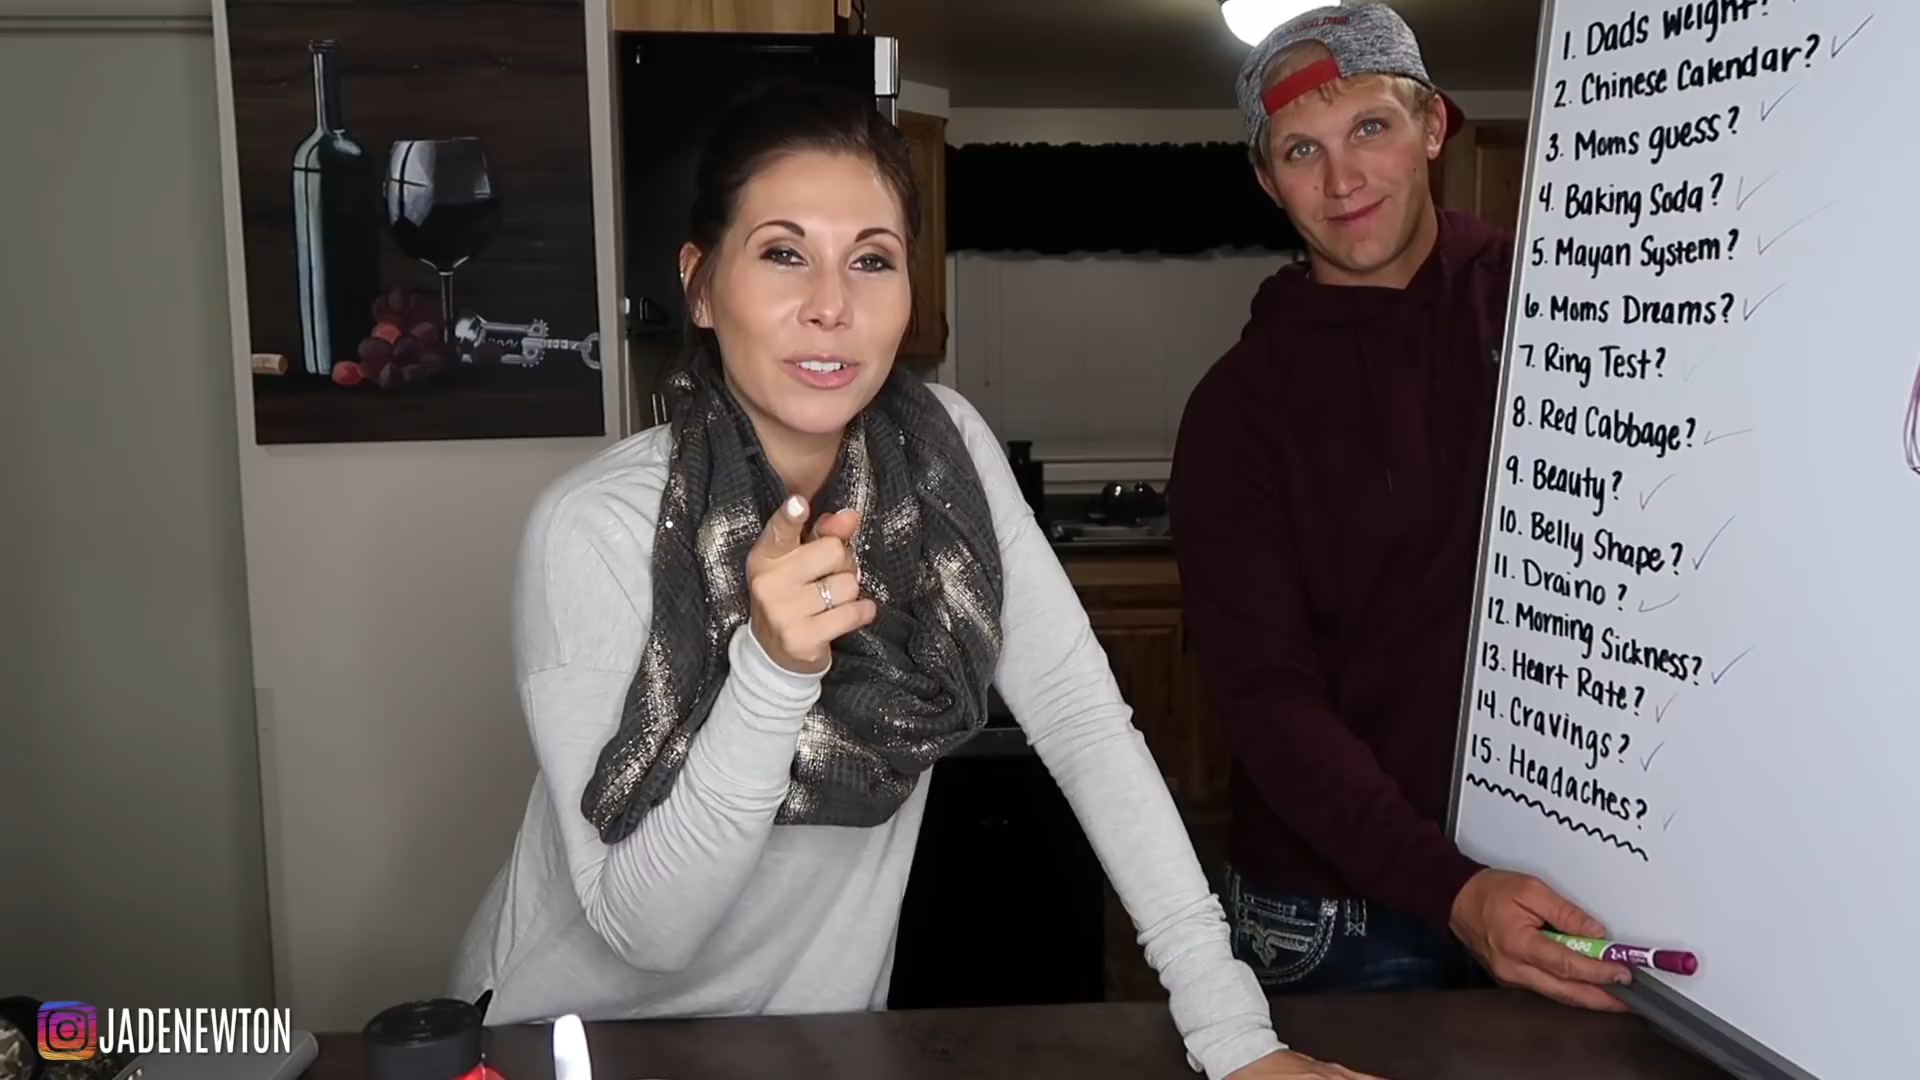 1. Dads Weight?
2. Chinese Calendar?
3. Moms guess?
4. Baking Soda?
5. Mayan System?
6. Moms Dreams?
7. Ring Test?
8. Red Cabbage?
9. Beauty?
10. Belly Shape?
11. Draino?
12. Morning Sickness?
13. Heart Rate?
14. Cravings?
15. Headaches?
expo 2in1
JADENEWTON